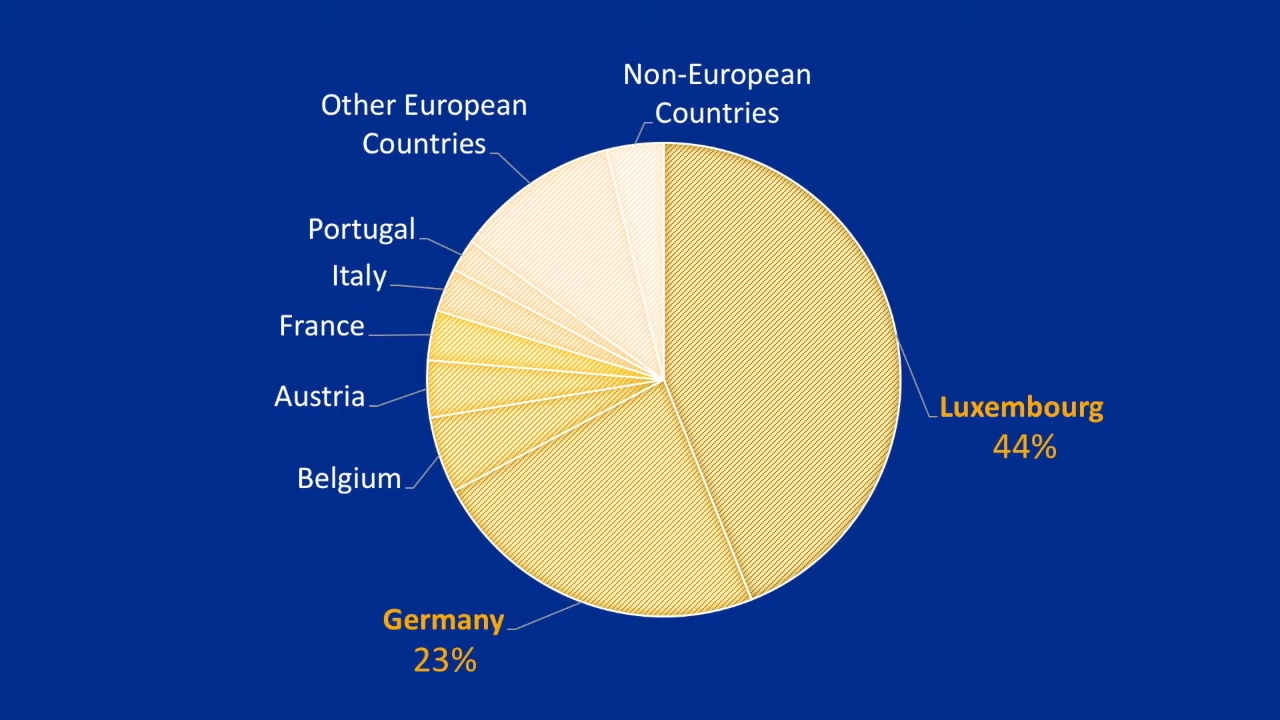 Non-European
Countries
Other European
Countries
Portugal
Italy
France
Austria
Belgium
Luxembourg
44%
Germany
23%